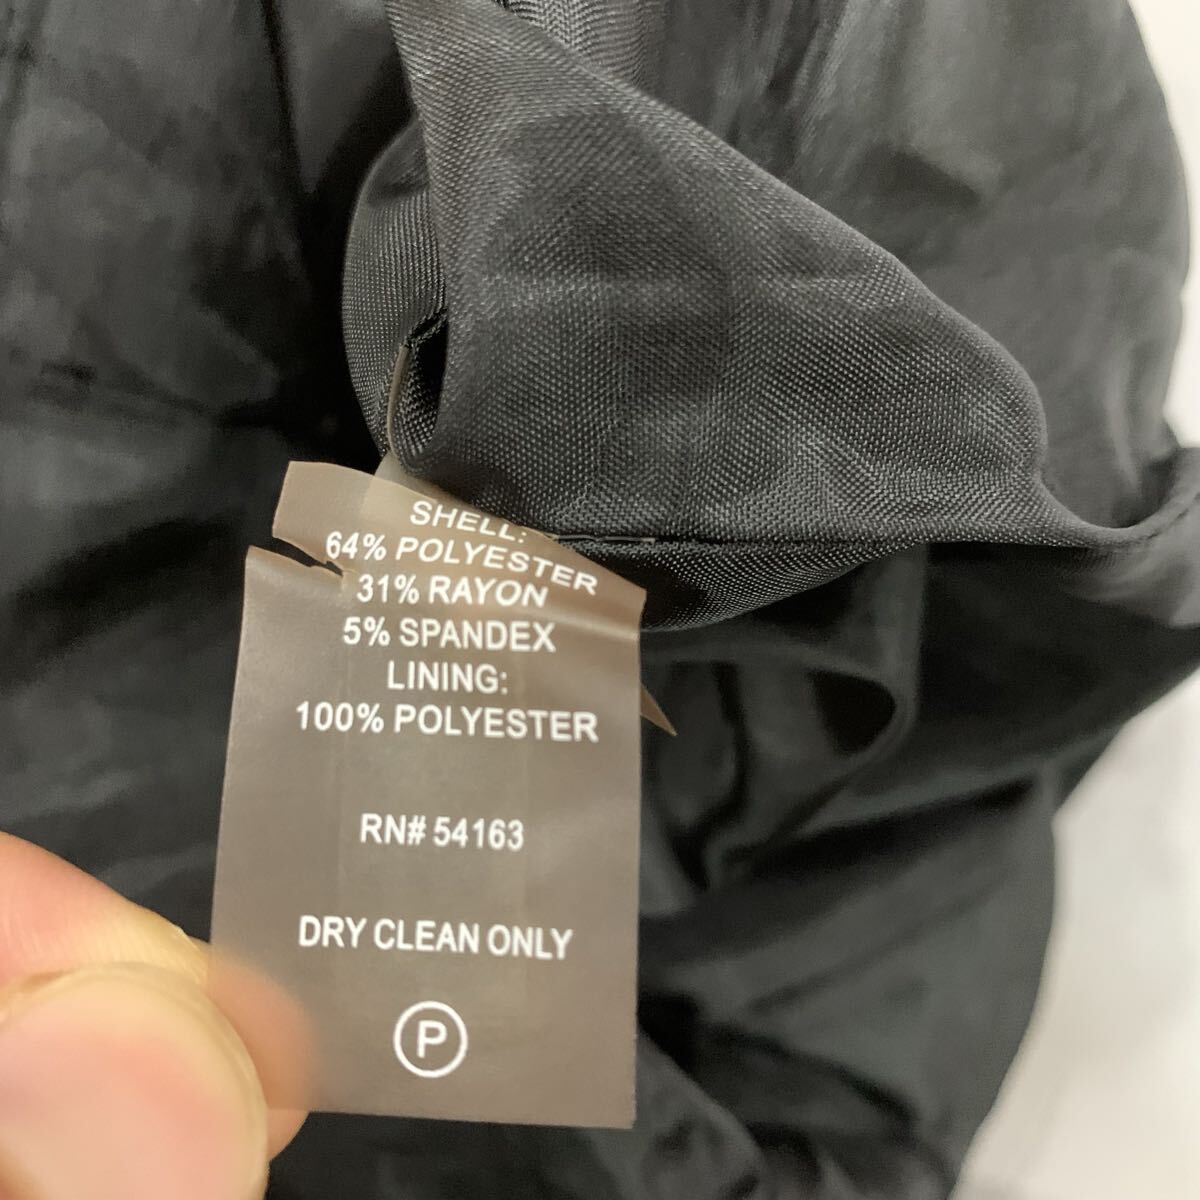 SHELL:
64% POLYESTER
31% RAYON
5% SPANDEX
LINING:
100% POLYESTER
RN# 54163
DRY CLEAN ONLY
P